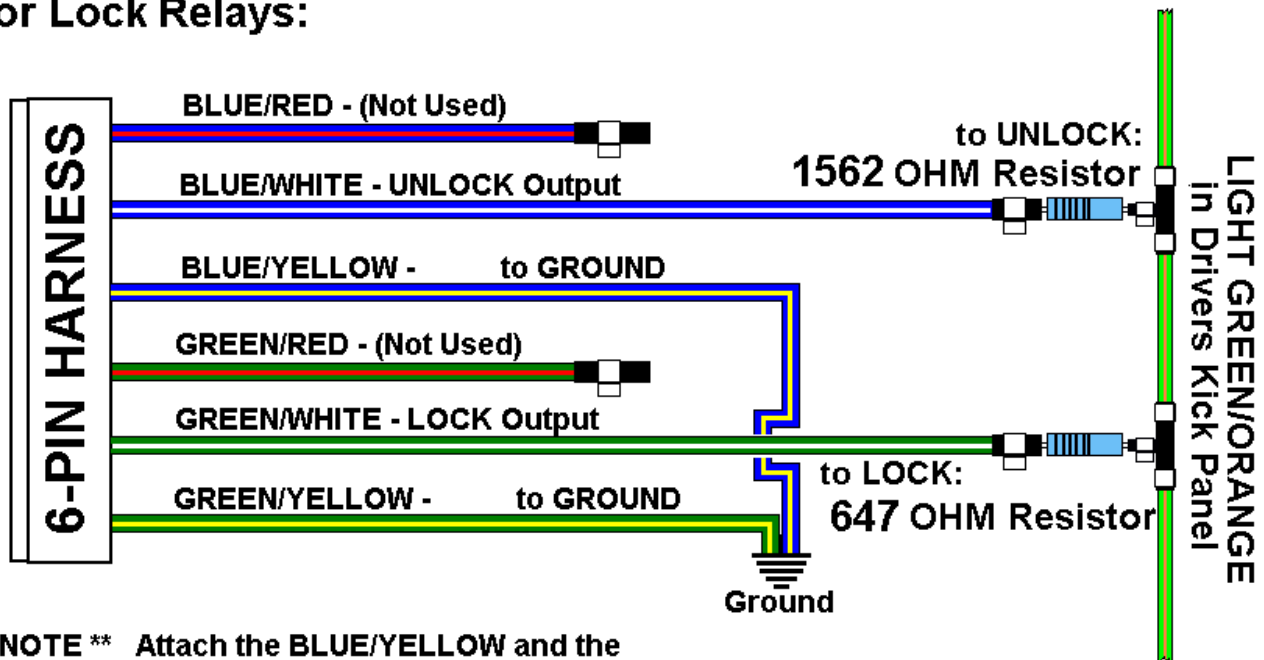 or Lock Relays:
6-PIN HARNESS
BLUE/RED - (Not Used)
BLUE/WHITE - UNLOCK Output
to UNLOCK:
1562 OHM Resistor
BLUE/YELLOW - to GROUND
GREEN/RED - (Not Used)
GREEN/WHITE - LOCK Output
to LOCK:
647 OHM Resistor
GREEN/YELLOW - to GROUND
Ground
LIGHT GREEN/ORANGE
in Drivers Kick Panel
NOTE ** Attach the BLUE/YELLOW and the